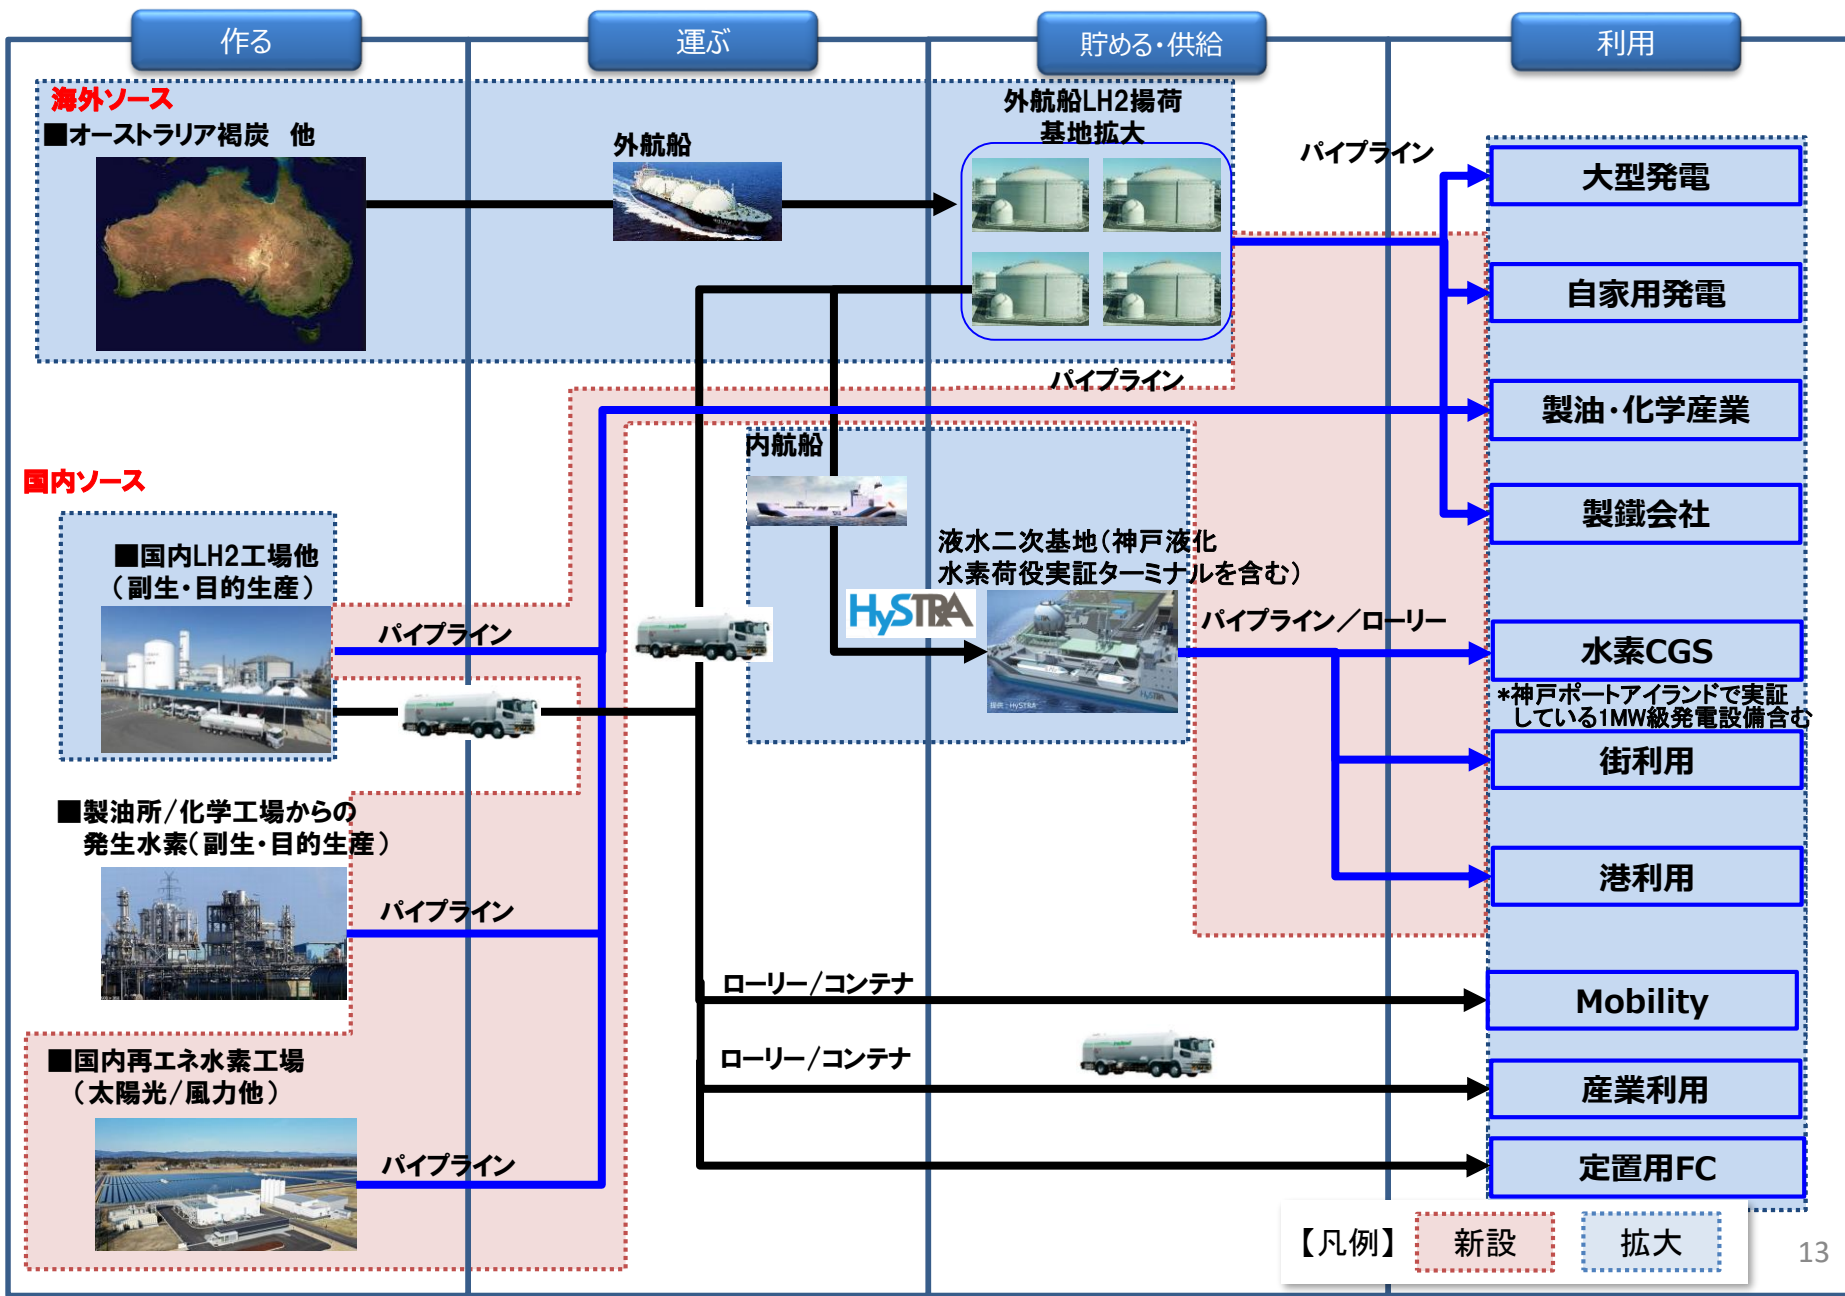 作る
運ぶ
貯める・供給
利用
海外ソース
■オーストラリア褐炭 他
外航船
外航船LH2揚荷
基地拡大
パイプライン
大型発電
自家用発電
パイプライン
製油・化学産業
内航船
製鐵会社
国内ソース
■国内LH2工場他
（副生・目的生産）
パイプライン
液水二次基地（神戸液化
水素荷役実証ターミナルを含む）
HySTRA
パイプライン／ローリー
水素CGS
*神戸ポートアイランドで実証
している1MW級発電設備含む
HySTRA
提供：HySTRA
街利用
■製油所/化学工場からの
発生水素（副生・目的生産）
パイプライン
港利用
ローリー/コンテナ
Mobility
■国内再エネ水素工場
（太陽光/風力他）
ローリー/コンテナ
産業利用
パイプライン
定置用FC
【凡例】
新設
拡大
13